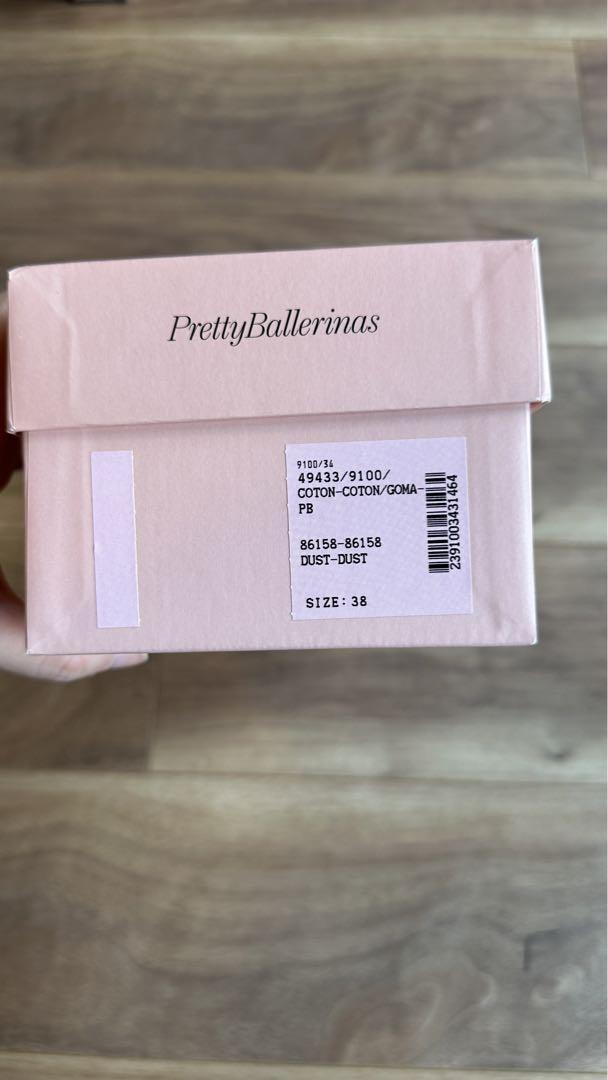 PrettyBallerinas
9100/34
49433/9100/
COTON-COTON/GOMA-
PB
86158-86158
DUST-DUST
SIZE: 38
2391003431464